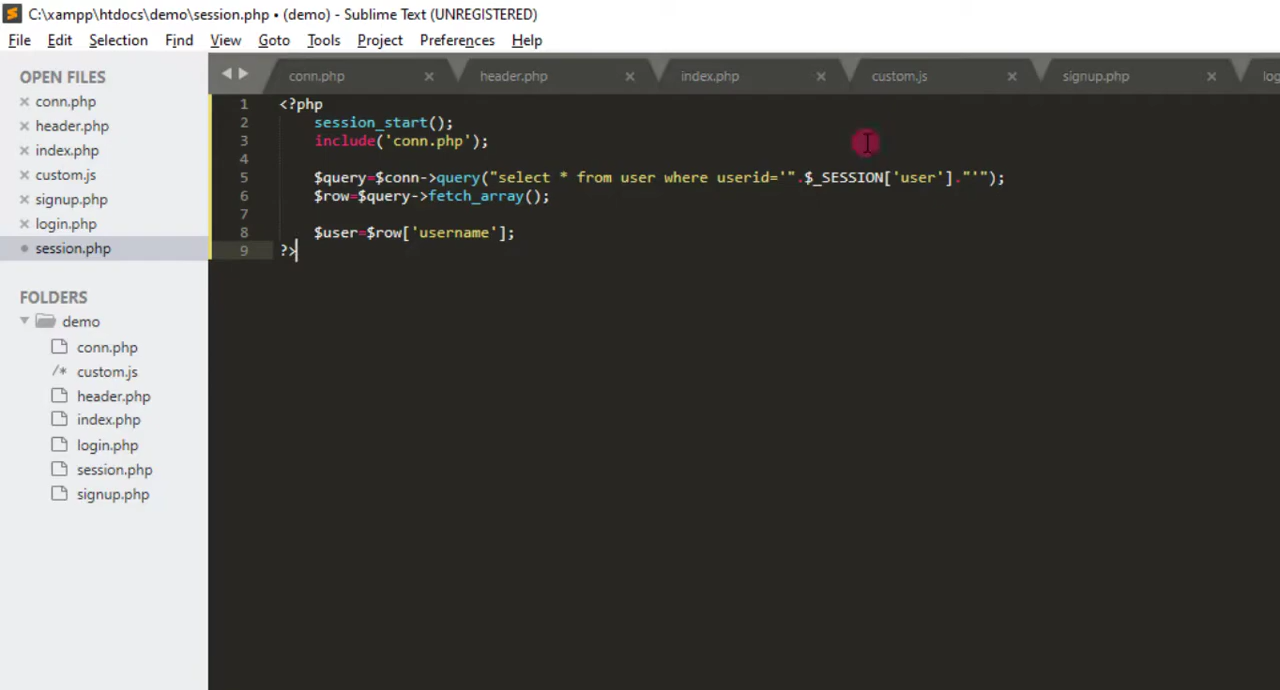 C:\xampp\htdocs\demo\session.php • (demo) - Sublime Text (UNREGISTERED)
File Edit Selection Find View Goto Tools Project Preferences Help
OPEN FILES
conn.php
header.php
index.php
custom.js
signup.php
login.php
session.php
FOLDERS
demo
conn.php
custom.js
header.php
index.php
login.php
session.php
signup.php
conn.php header.php index.php custom.js signup.php
1 <?php
2 session_start();
3 include('conn.php');
4
5 $query=$conn->query("select * from user where userid='".$_SESSION['user']."'");
6 $row=$query->fetch_array();
7
8 $user=$row['username'];
9 ?>